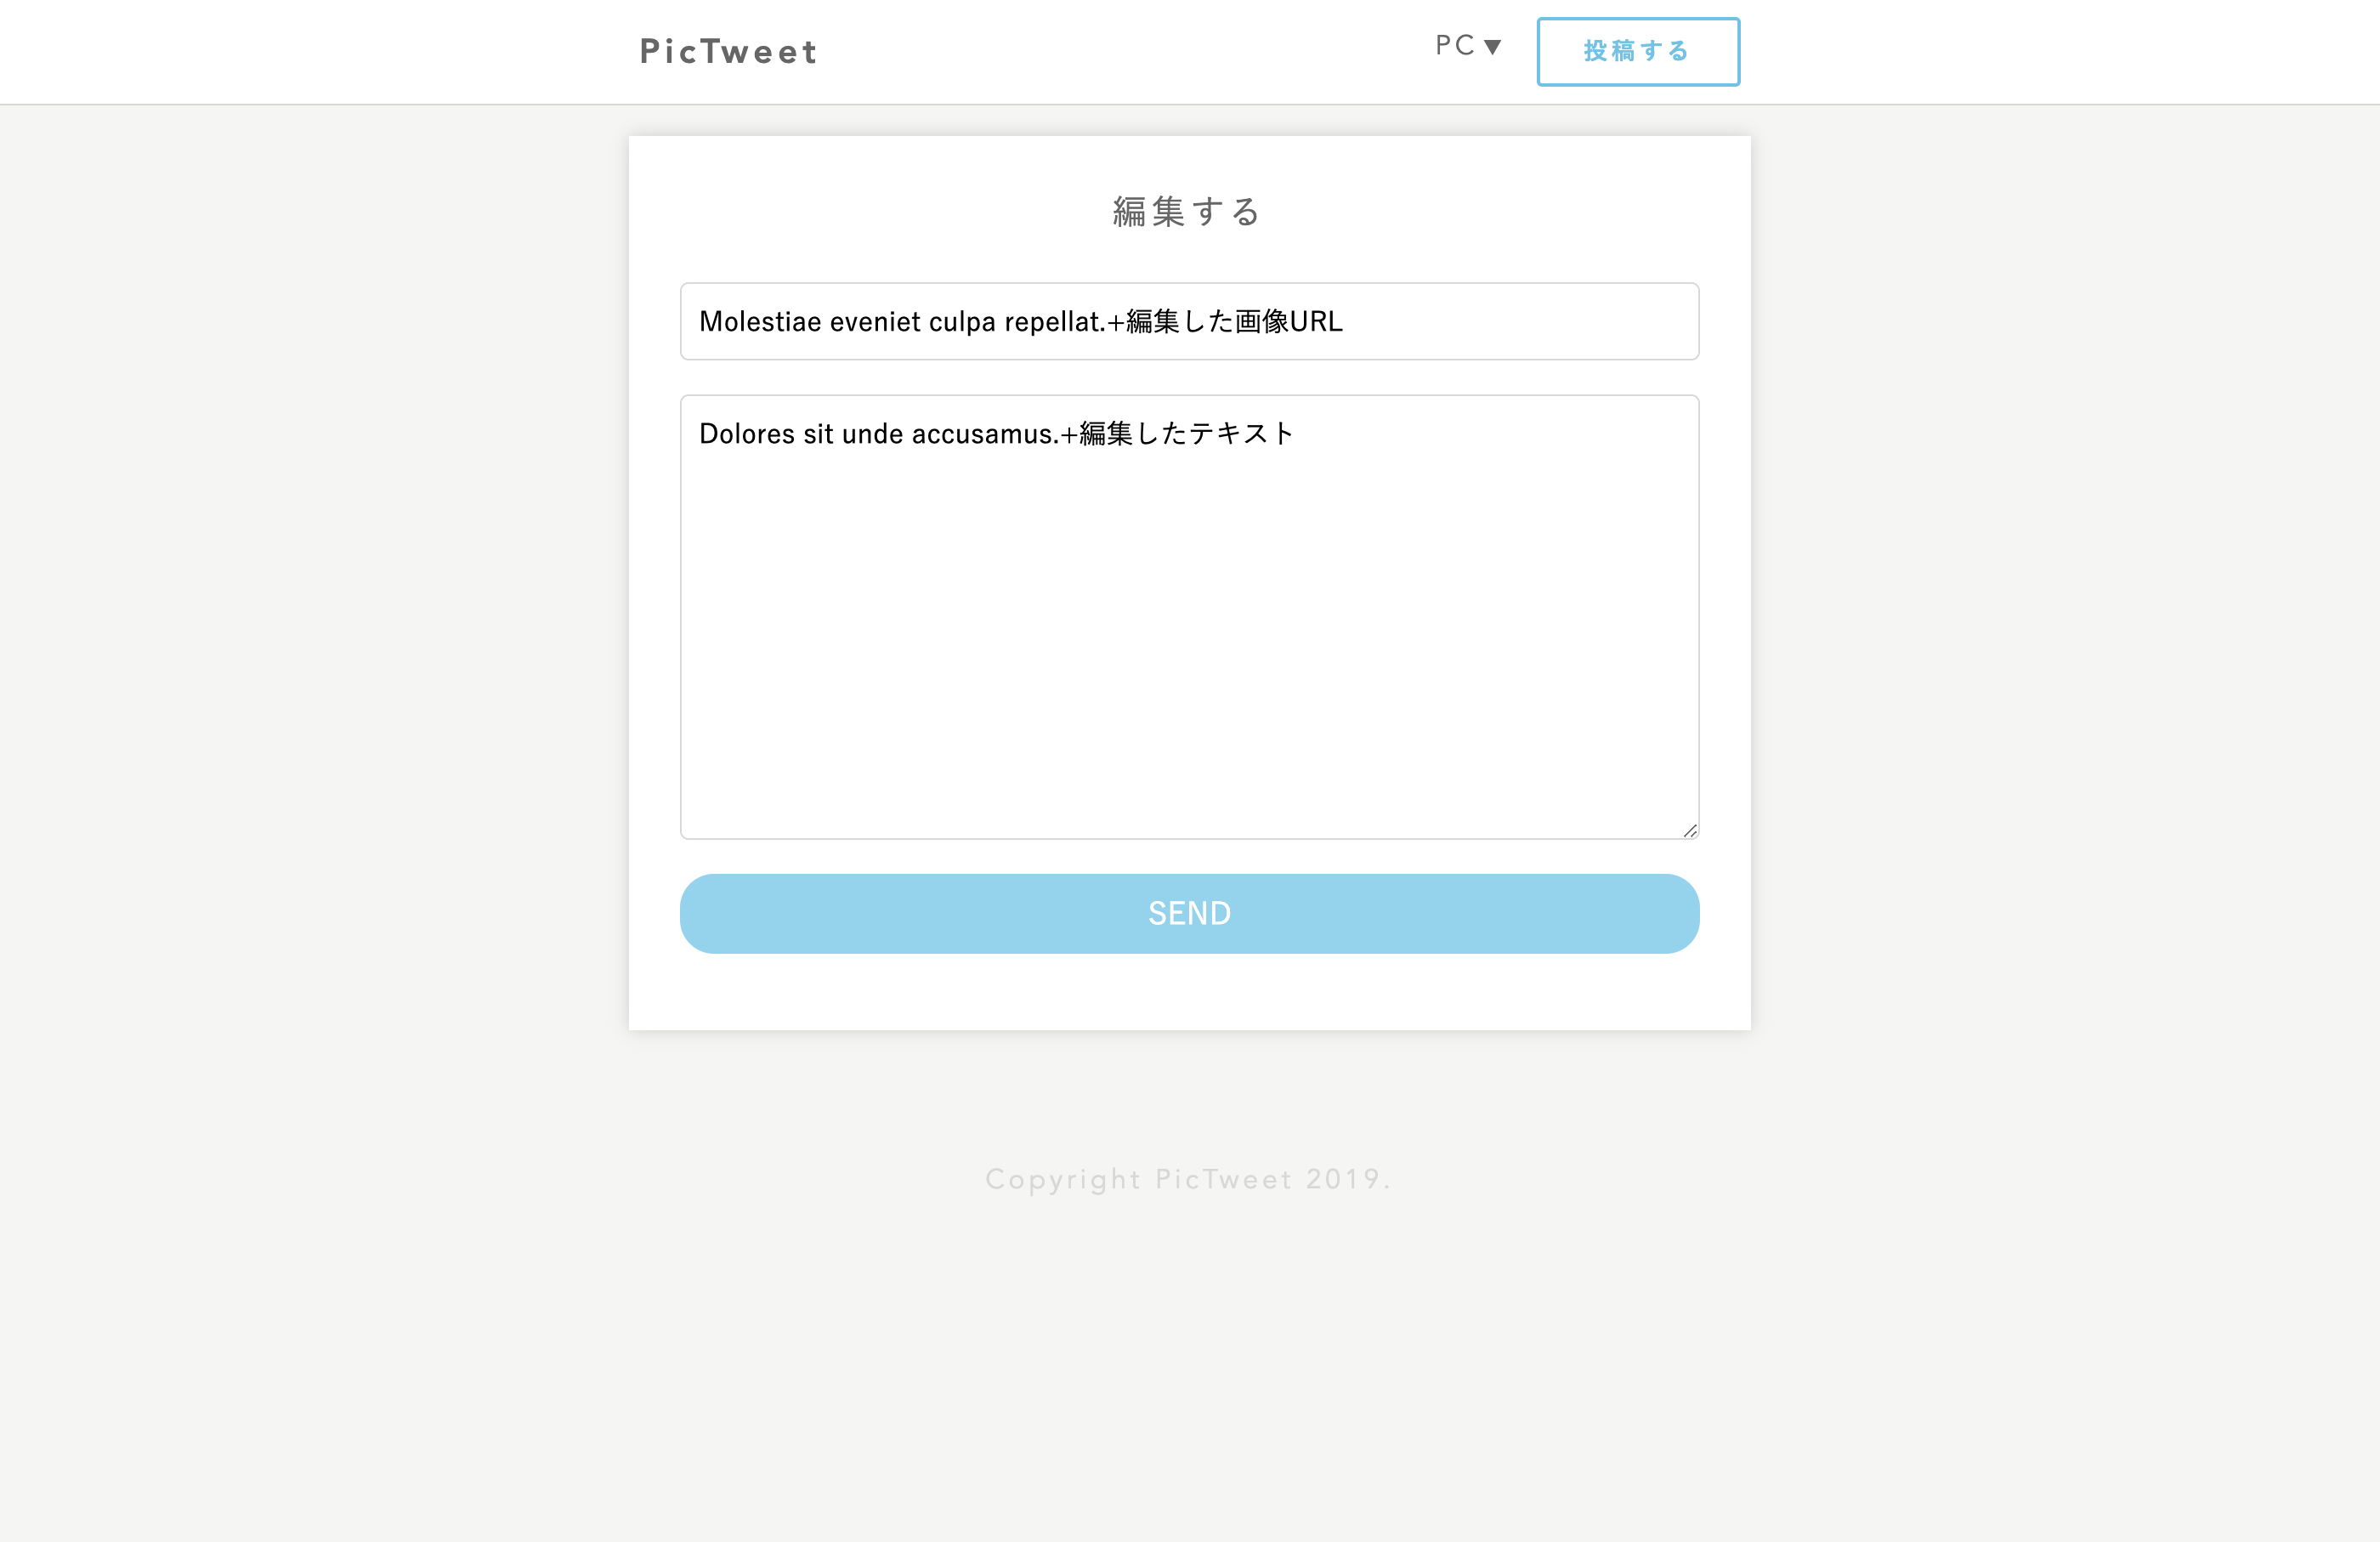 PicTweet
PC ▼
投稿する
編集する
Molestiae eveniet culpa repellat.+編集した画像URL
Dolores sit unde accusamus.+編集したテキスト
SEND
Copyright PicTweet 2019.